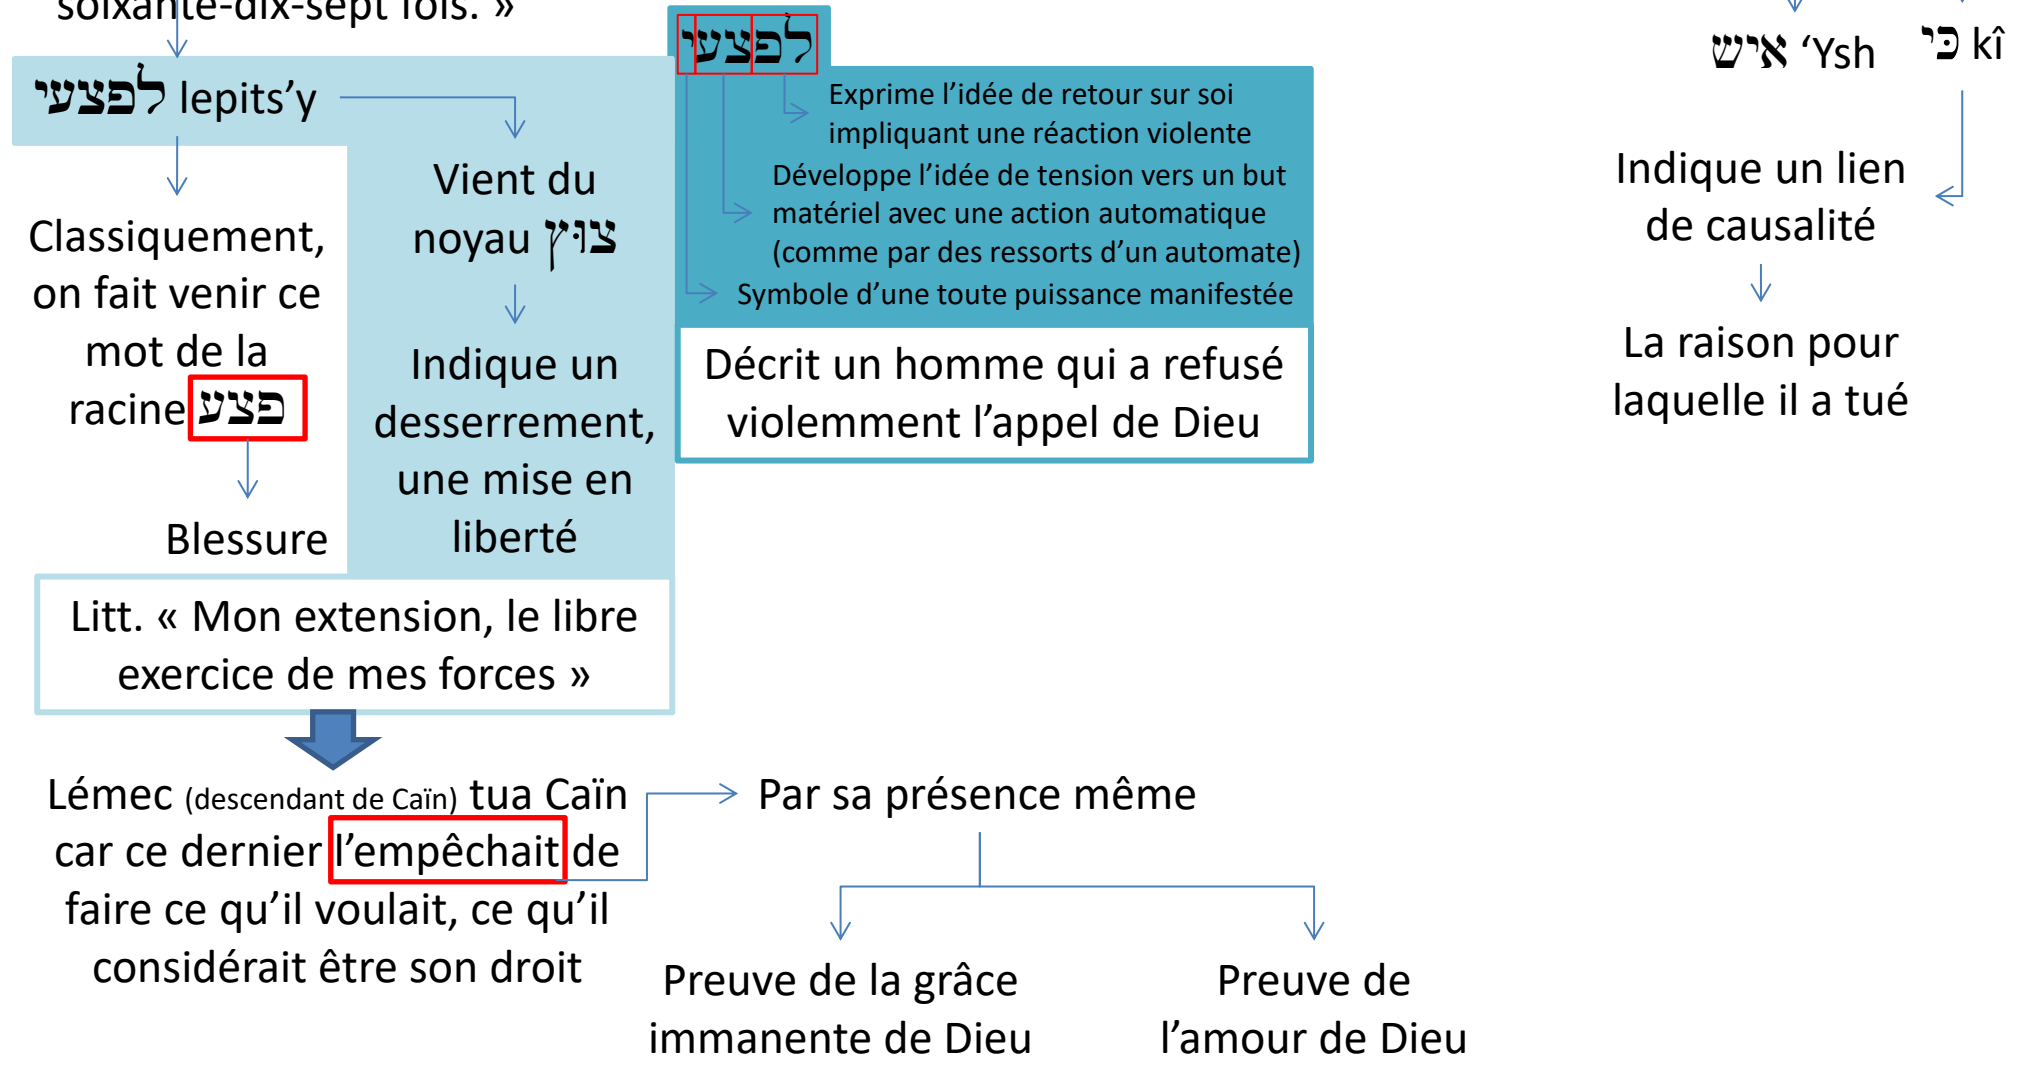 soixante-dix-sept fois. »
לפצעי lepits’y
Classiquement,
on fait venir ce
mot de la
racine פצע
Blessure
Vient du
noyau צוּץ
Indique un
desserrement,
une mise en
liberté
Litt. « Mon extension, le libre
exercice de mes forces »
לפצעי
Exprime l’idée de retour sur soi
impliquant une réaction violente
Développe l’idée de tension vers un but
matériel avec une action automatique
(comme par des ressorts d’un automate)
Symbole d’une toute puissance manifestée
Décrit un homme qui a refusé
violemment l’appel de Dieu
איש ‘Ysh
כּי kî
Indique un lien
de causalité
La raison pour
laquelle il a tué
Lémec (descendant de Caïn) tua Caïn
car ce dernier l’empêchait de
faire ce qu’il voulait, ce qu’il
considérait être son droit
Par sa présence même
Preuve de la grâce
immanente de Dieu
Preuve de
l’amour de Dieu